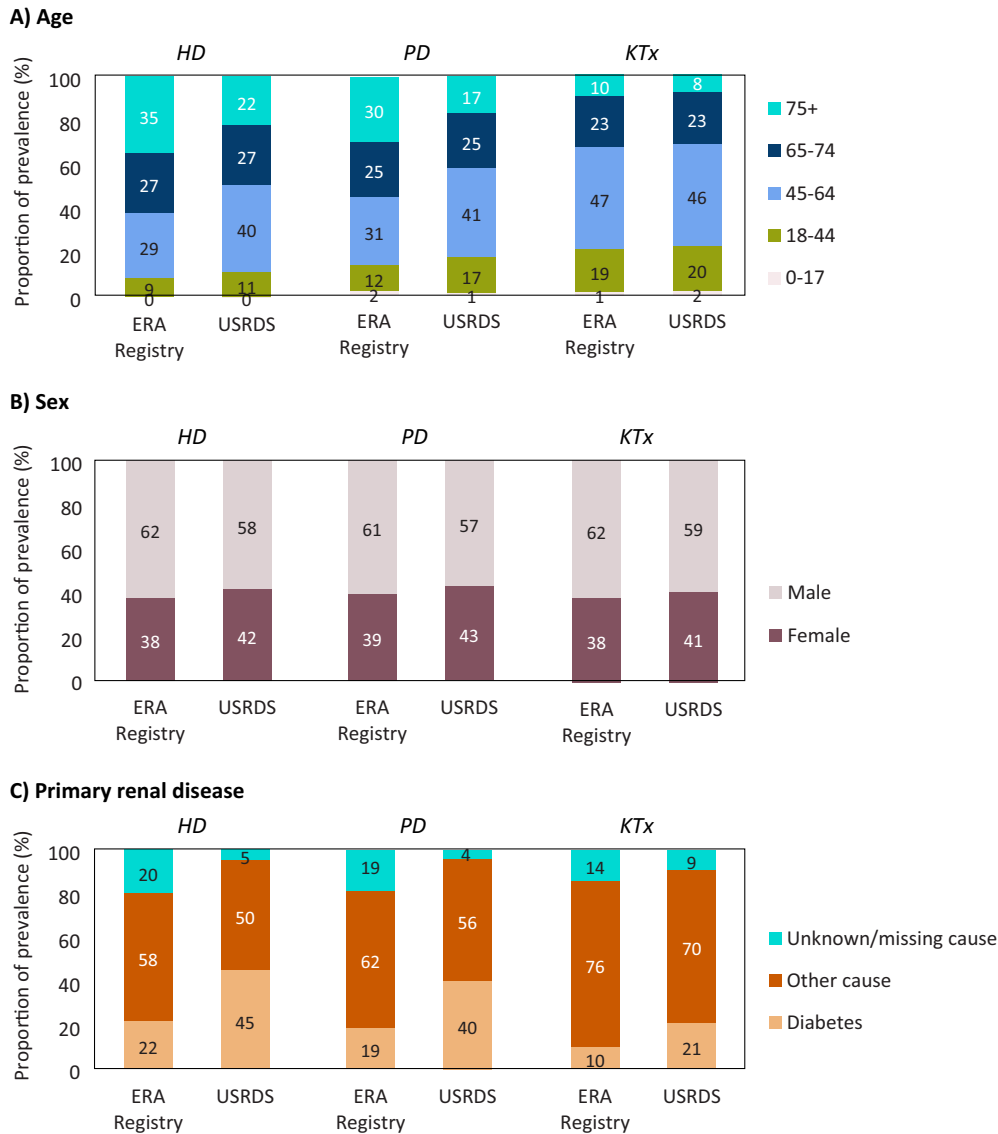 A) Age
HD PD KTx
Proportion of prevalence (%)
100
80
60
40
20
0
35 22 30 17 10 8
27 27 25 25 23 23
29 40 31 41 47 46
9 11 12 17 19 20
0 0 2 1 1 2
75+
65-74
45-64
18-44
0-17
ERA Registry USRDS ERA Registry USRDS ERA Registry USRDS
B) Sex
HD PD KTx
Proportion of prevalence (%)
100
80
60
40
20
0
62 58 61 57 62 59
38 42 39 43 38 41
Male
Female
ERA Registry USRDS ERA Registry USRDS ERA Registry USRDS
C) Primary renal disease
HD PD KTx
Proportion of prevalence (%)
100
80
60
40
20
0
20 5 19 4 14 9
58 50 62 56 76 70
22 45 19 40 10 21
Unknown/missing cause
Other cause
Diabetes
ERA Registry USRDS ERA Registry USRDS ERA Registry USRDS